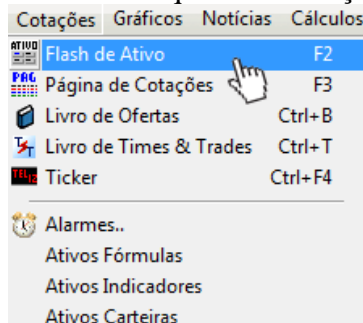 Cotações Gráficos Notícias Cálculos
ATIVO Flash de Ativo F2
PAG Página de Cotações F3
Livro de Ofertas Ctrl+B
Livro de Times & Trades Ctrl+T
Ticker Ctrl+F4
Alarmes..
Ativos Fórmulas
Ativos Indicadores
Ativos Carteiras